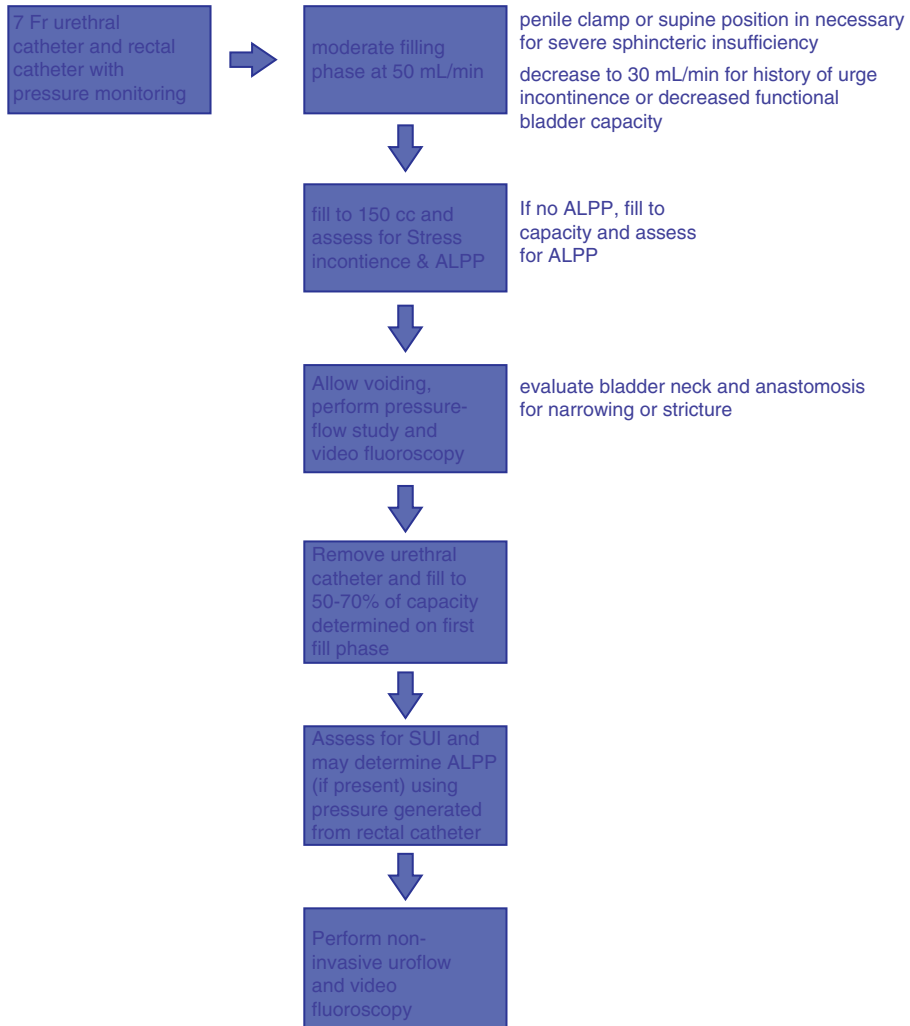 7 Fr urethral
catheter and rectal
catheter with
pressure monitoring
moderate filling
phase at 50 mL/min
penile clamp or supine position in necessary
for severe sphincteric insufficiency
decrease to 30 mL/min for history of urge
incontinence or decreased functional
bladder capacity
fill to 150 cc and
assess for Stress
incontience & ALPP
If no ALPP, fill to
capacity and assess
for ALPP
Allow voiding,
perform pressure-
flow study and
video fluoroscopy
evaluate bladder neck and anastomosis
for narrowing or stricture
Remove urethral
catheter and fill to
50-70% of capacity
determined on first
fill phase
Assess for SUI and
may determine ALPP
(if present) using
pressure generated
from rectal catheter
Perform non-
invasive uroflow
and video
fluoroscopy